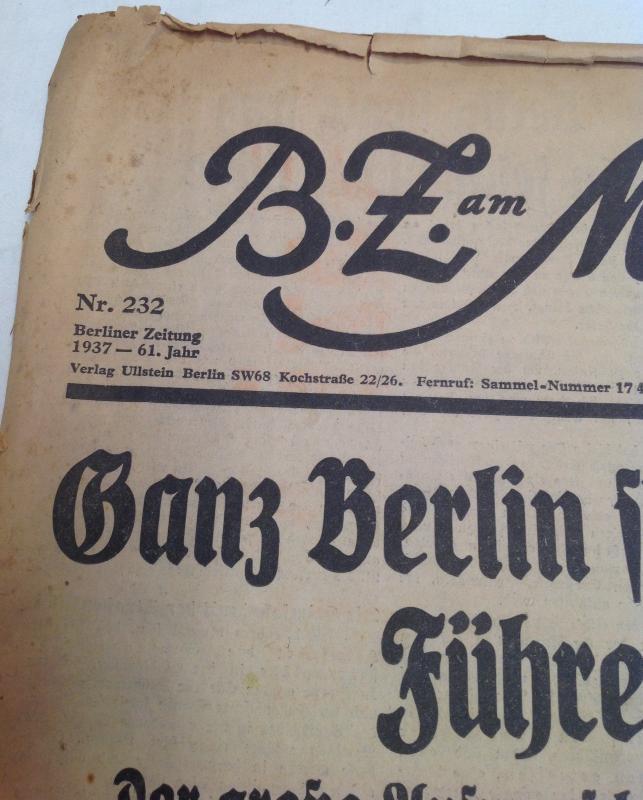 B.Z. am M
Nr. 232
Berliner Zeitung
1937 — 61. Jahr
Verlag Ullstein Berlin SW68 Kochstraße 22/26. Fernruf: Sammel=Nummer 17 4
Ganz Berlin
Führe